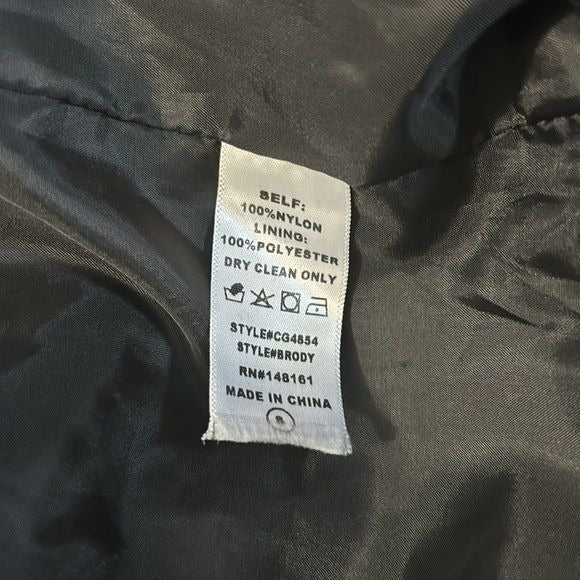 SELF:
100%NYLON
LINING:
100%POLYESTER
DRY CLEAN ONLY
STYLE#CG4854
STYLE#BRODY
RN#148161
MADE IN CHINA